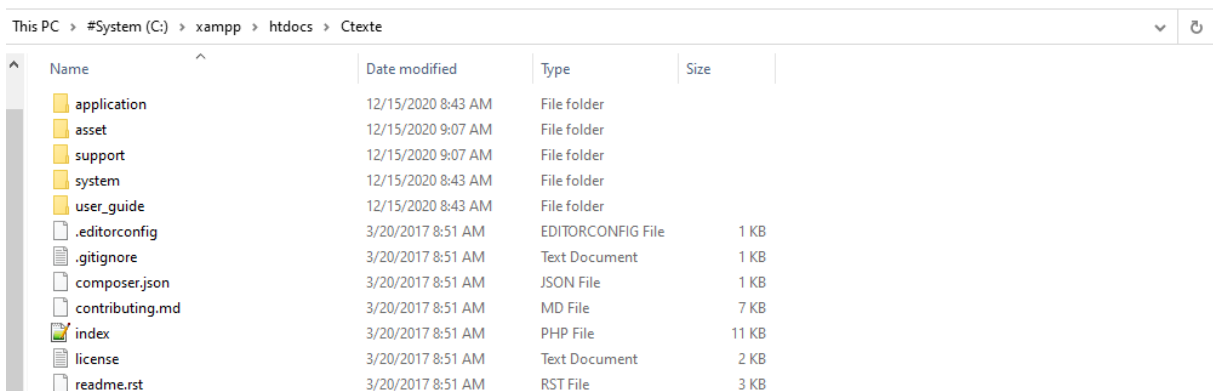 This PC > #System (C:) > xampp > htdocs > Ctexte
Name Date modified Type Size
application 12/15/2020 8:43 AM File folder
asset 12/15/2020 9:07 AM File folder
support 12/15/2020 9:07 AM File folder
system 12/15/2020 8:43 AM File folder
user_guide 12/15/2020 8:43 AM File folder
.editorconfig 3/20/2017 8:51 AM EDITORCONFIG File 1 KB
.gitignore 3/20/2017 8:51 AM Text Document 1 KB
composer.json 3/20/2017 8:51 AM JSON File 1 KB
contributing.md 3/20/2017 8:51 AM MD File 7 KB
index 3/20/2017 8:51 AM PHP File 11 KB
license 3/20/2017 8:51 AM Text Document 2 KB
readme.rst 3/20/2017 8:51 AM RST File 3 KB